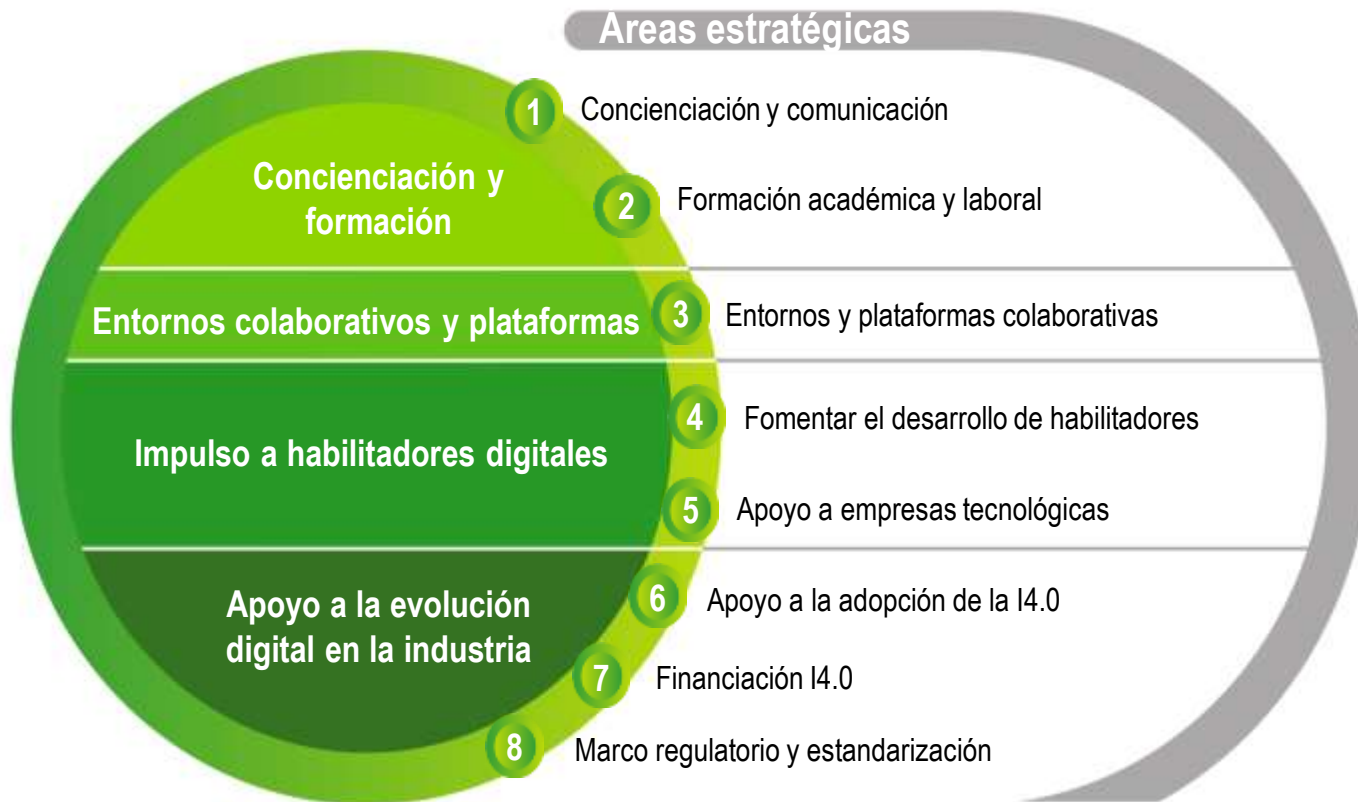 Areas estratégicas
1 Concienciación y comunicación
Concienciación y
formación
2 Formación académica y laboral
Entornos colaborativos y plataformas
3 Entornos y plataformas colaborativas
4 Fomentar el desarrollo de habilitadores
Impulso a habilitadores digitales
5 Apoyo a empresas tecnológicas
Apoyo a la evolución
digital en la industria
6 Apoyo a la adopción de la I4.0
7 Financiación I4.0
8 Marco regulatorio y estandarización